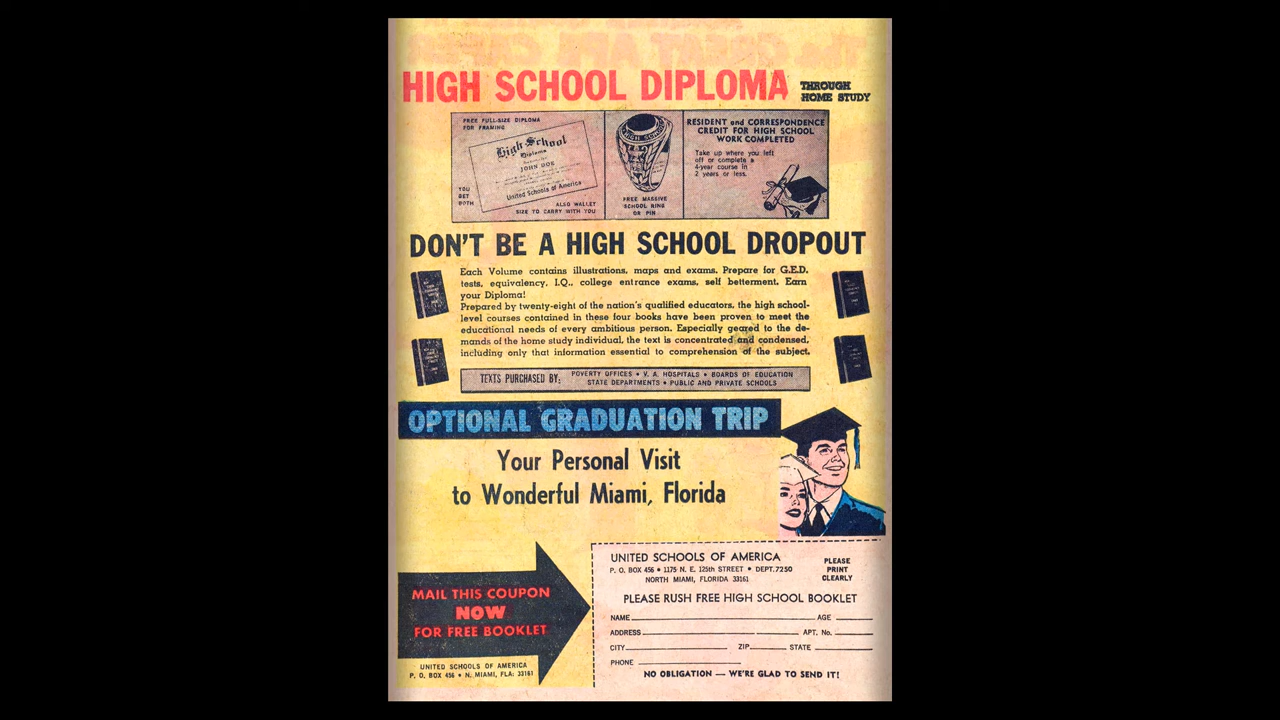 HIGH SCHOOL DIPLOMA
THROUGH
HOME STUDY
FREE FULL-SIZE DIPLOMA
FOR FRAMING
High School
Diploma
JOHN DOE
United Schools of America
YOU
GET
BOTH
ALSO WALLET
SIZE TO CARRY WITH YOU
HIGH SCHOOL
FREE MASSIVE
SCHOOL RING
OR PIN
RESIDENT and CORRESPONDENCE
CREDIT FOR HIGH SCHOOL
WORK COMPLETED
Take up where you left
off or complete a
4-year course in
2 years or less.
DON'T BE A HIGH SCHOOL DROPOUT
Each Volume contains illustrations, maps and exams. Prepare for G.E.D.
tests, equivalency, I.Q., college entrance exams, self betterment. Earn
your Diploma!
Prepared by twenty-eight of the nation's qualified educators, the high school-
level courses contained in these four books have been proven to meet the
educational needs of every ambitious person. Especially geared to the de-
mands of the home study individual, the text is concentrated and condensed,
including only that information essential to comprehension of the subject.
TEXTS PURCHASED BY:
POVERTY OFFICES • V. A. HOSPITALS • BOARDS OF EDUCATION
STATE DEPARTMENTS • PUBLIC AND PRIVATE SCHOOLS
OPTIONAL GRADUATION TRIP
Your Personal Visit
to Wonderful Miami, Florida
MAIL THIS COUPON
NOW
FOR FREE BOOKLET
UNITED SCHOOLS OF AMERICA
P. O. BOX 456 • N. MIAMI, FLA: 33161
UNITED SCHOOLS OF AMERICA
P. O. BOX 456 • 1175 N. E. 125th STREET • DEPT. 7250
NORTH MIAMI, FLORIDA 33161
PLEASE
PRINT
CLEARLY
PLEASE RUSH FREE HIGH SCHOOL BOOKLET
NAME AGE
ADDRESS APT. No.
CITY ZIP STATE
PHONE
NO OBLIGATION — WE'RE GLAD TO SEND IT!